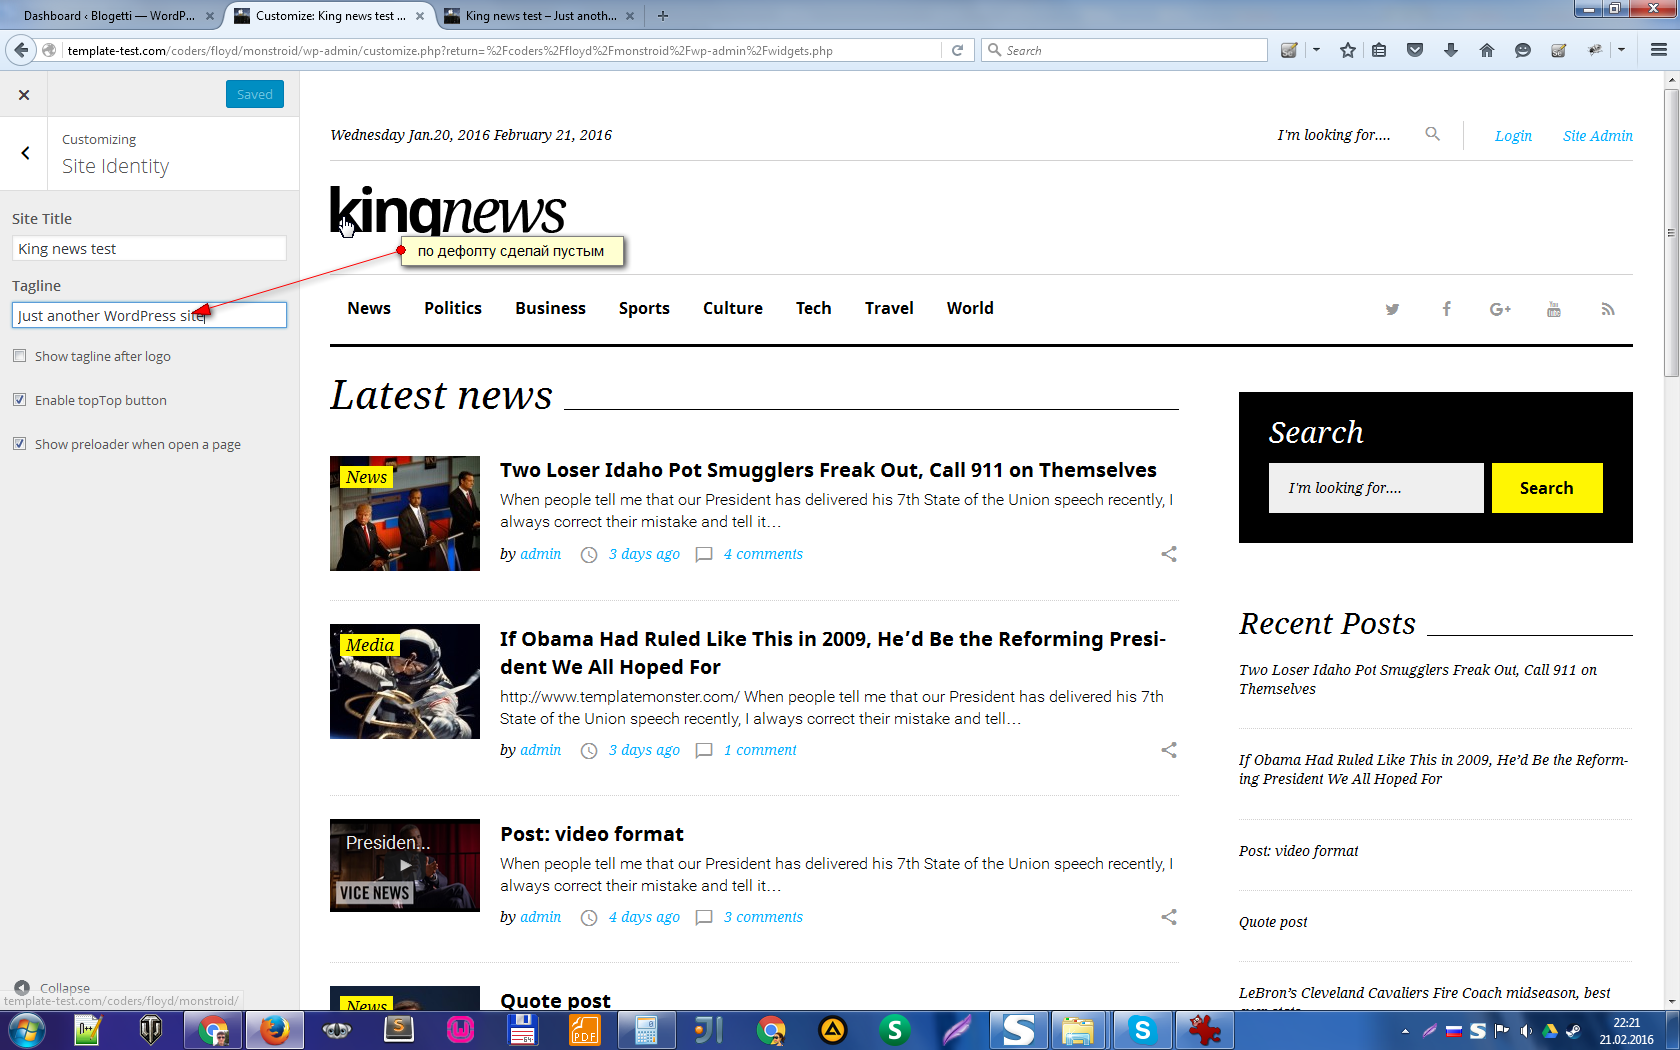 Dashboard ‹ Blogetti — WordP...
Customize: King news test ...
King news test – Just anoth...
template-test.com/coders/floyd/monstroid/wp-admin/customize.php?return=%2Fcoders%2Ffloyd%2Fmonstroid%2Fwp-admin%2Fwidgets.php
Search
Saved
Customizing
Site Identity
Site Title
King news test
Tagline
Just another WordPress site
Show tagline after logo
Enable topTop button
Show preloader when open a page
Collapse
template-test.com/coders/floyd/monstroid/
Wednesday Jan.20, 2016 February 21, 2016
I'm looking for....
Login
Site Admin
kingnews
по дефолту сделай пустым
News
Politics
Business
Sports
Culture
Tech
Travel
World
Latest news
News
Two Loser Idaho Pot Smugglers Freak Out, Call 911 on Themselves
When people tell me that our President has delivered his 7th State of the Union speech recently, I
always correct their mistake and tell it…
by admin 3 days ago 4 comments
Media
If Obama Had Ruled Like This in 2009, He’d Be the Reforming Presi-
dent We All Hoped For
http://www.templatemonster.com/ When people tell me that our President has delivered his 7th
State of the Union speech recently, I always correct their mistake and tell…
by admin 3 days ago 1 comment
Presiden...
VICE NEWS
Post: video format
When people tell me that our President has delivered his 7th State of the Union speech recently, I
always correct their mistake and tell it…
by admin 4 days ago 3 comments
News
Quote post
Search
I'm looking for....
Search
Recent Posts
Two Loser Idaho Pot Smugglers Freak Out, Call 911 on
Themselves
If Obama Had Ruled Like This in 2009, He’d Be the Reform-
ing President We All Hoped For
Post: video format
Quote post
LeBron’s Cleveland Cavaliers Fire Coach midseason, best
22:21
21.02.2016